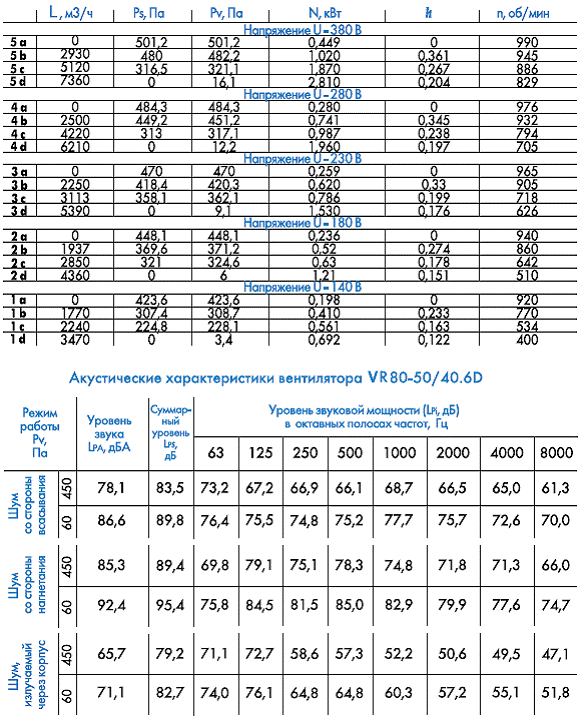 L, м3/ч Ps, Па Pv, Па N, кВт h n, об/мин
Напряжение U=380 В
5 a 0 501,2 501,2 0,449 0 990
5 b 2930 480 482,2 1,020 0,361 945
5 c 5120 316,5 321,1 1,870 0,267 886
5 d 7360 0 16,1 2,810 0,204 829
Напряжение U=280 В
4 a 0 484,3 484,3 0,280 0 976
4 b 2500 449,2 451,2 0,741 0,345 932
4 c 4220 313 317,1 0,987 0,238 794
4 d 6210 0 12,2 1,960 0,197 705
Напряжение U=230 В
3 a 0 470 470 0,259 0 965
3 b 2250 418,4 420,3 0,620 0,33 905
3 c 3113 358,1 362,1 0,786 0,199 718
3 d 5390 0 9,1 1,530 0,176 626
Напряжение U=180 В
2 a 0 448,1 448,1 0,236 0 940
2 b 1937 369,6 371,2 0,52 0,274 860
2 c 2850 321 324,6 0,63 0,178 642
2 d 4360 0 6 1,21 0,151 510
Напряжение U=140 В
1 a 0 423,6 423,6 0,198 0 920
1 b 1770 307,4 308,7 0,410 0,233 770
1 c 2240 224,8 228,1 0,561 0,163 534
1 d 3470 0 3,4 0,692 0,122 400
Акустические характеристики вентилятора VR80-50/40.6D
Режим работы Pv, Па
Уровень звука LPA, дБА
Суммар-
ный
уровень
LPS,
дБ
Уровень звуковой мощности (LPi, дБ)
в октавных полосах частот, Гц
63 125 250 500 1000 2000 4000 8000
Шум
со стороны
всасывания
450 78,1 83,5 73,2 67,2 66,9 66,1 68,7 66,5 65,0 61,3
60 86,6 89,8 76,4 75,5 74,8 75,2 77,7 75,7 72,6 70,0
Шум
со стороны
нагнетания
450 85,3 89,4 69,8 79,1 75,1 78,3 74,8 71,8 71,3 66,0
60 92,4 95,4 75,8 84,5 81,5 85,0 82,9 79,9 77,6 74,7
Шум,
излучаемый
через корпус
450 65,7 79,2 71,1 72,7 58,6 57,3 52,2 50,6 49,5 47,1
60 71,1 82,7 74,0 76,1 64,8 64,8 60,3 57,2 55,1 51,8